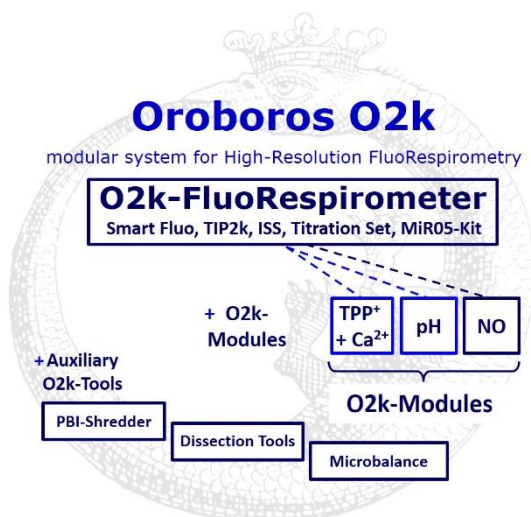 Oroboros O2k
modular system for High-Resolution FluoRespirometry
O2k-FluoRespirometer
Smart Fluo, TIP2k, ISS, Titration Set, MiR05-Kit
+ O2k-
Modules
TPP⁺
+ Ca²⁺
pH
NO
O2k-Modules
+Auxiliary
O2k-Tools
PBI-Shredder
Dissection Tools
Microbalance